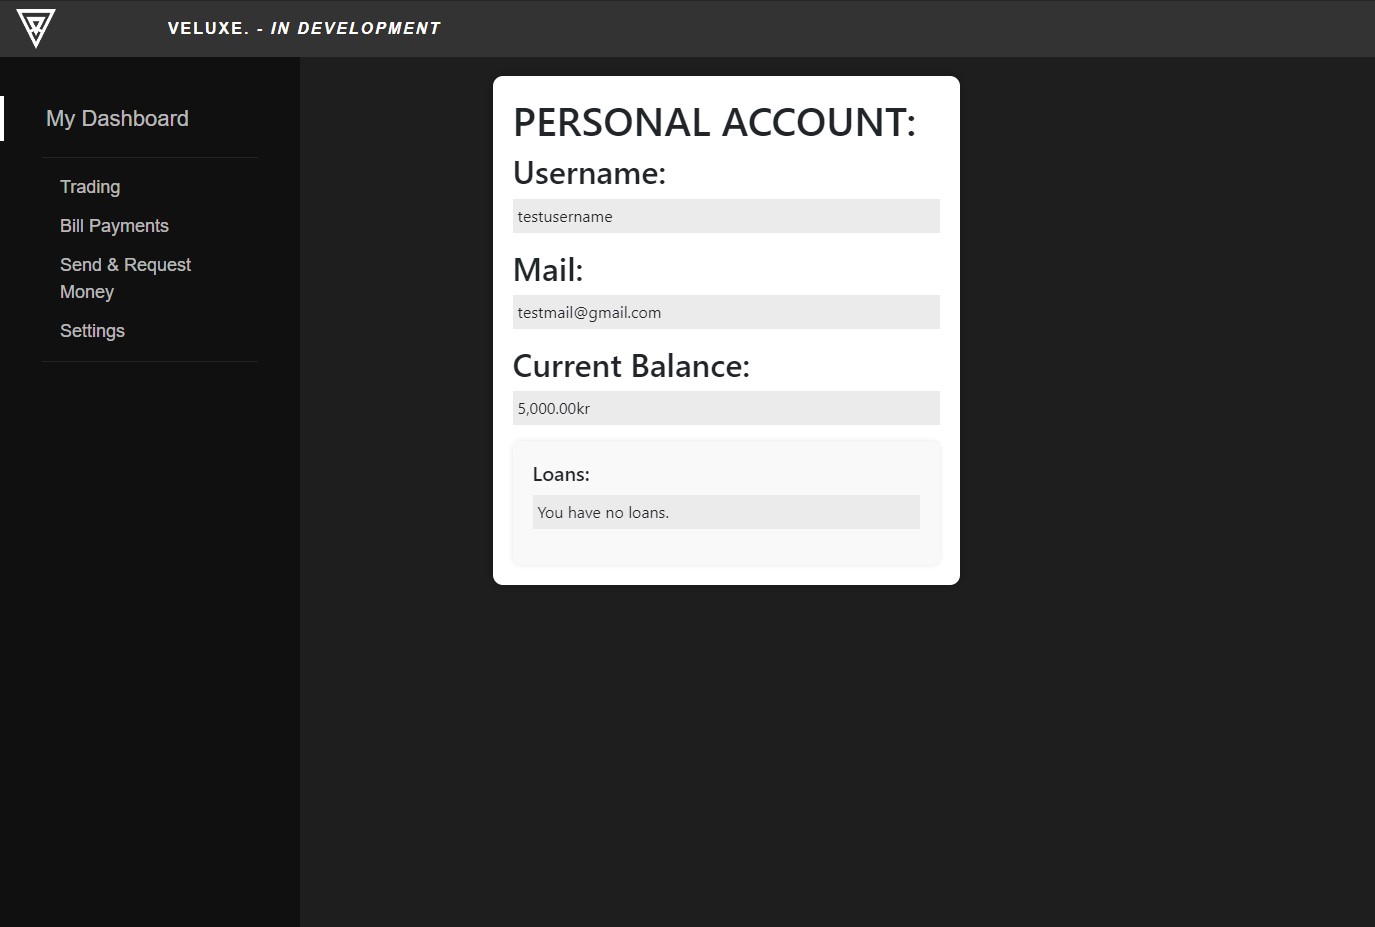 VELUXE. - IN DEVELOPMENT
My Dashboard
Trading
Bill Payments
Send & Request
Money
Settings
PERSONAL ACCOUNT:
Username:
testusername
Mail:
testmail@gmail.com
Current Balance:
5,000.00kr
Loans:
You have no loans.